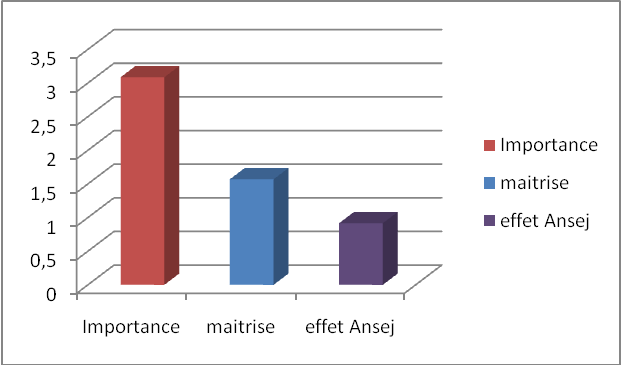 3,5
3
2,5
2
1,5
1
0,5
0
Importance
maitrise
effet Ansej
Importance maitrise effet Ansej